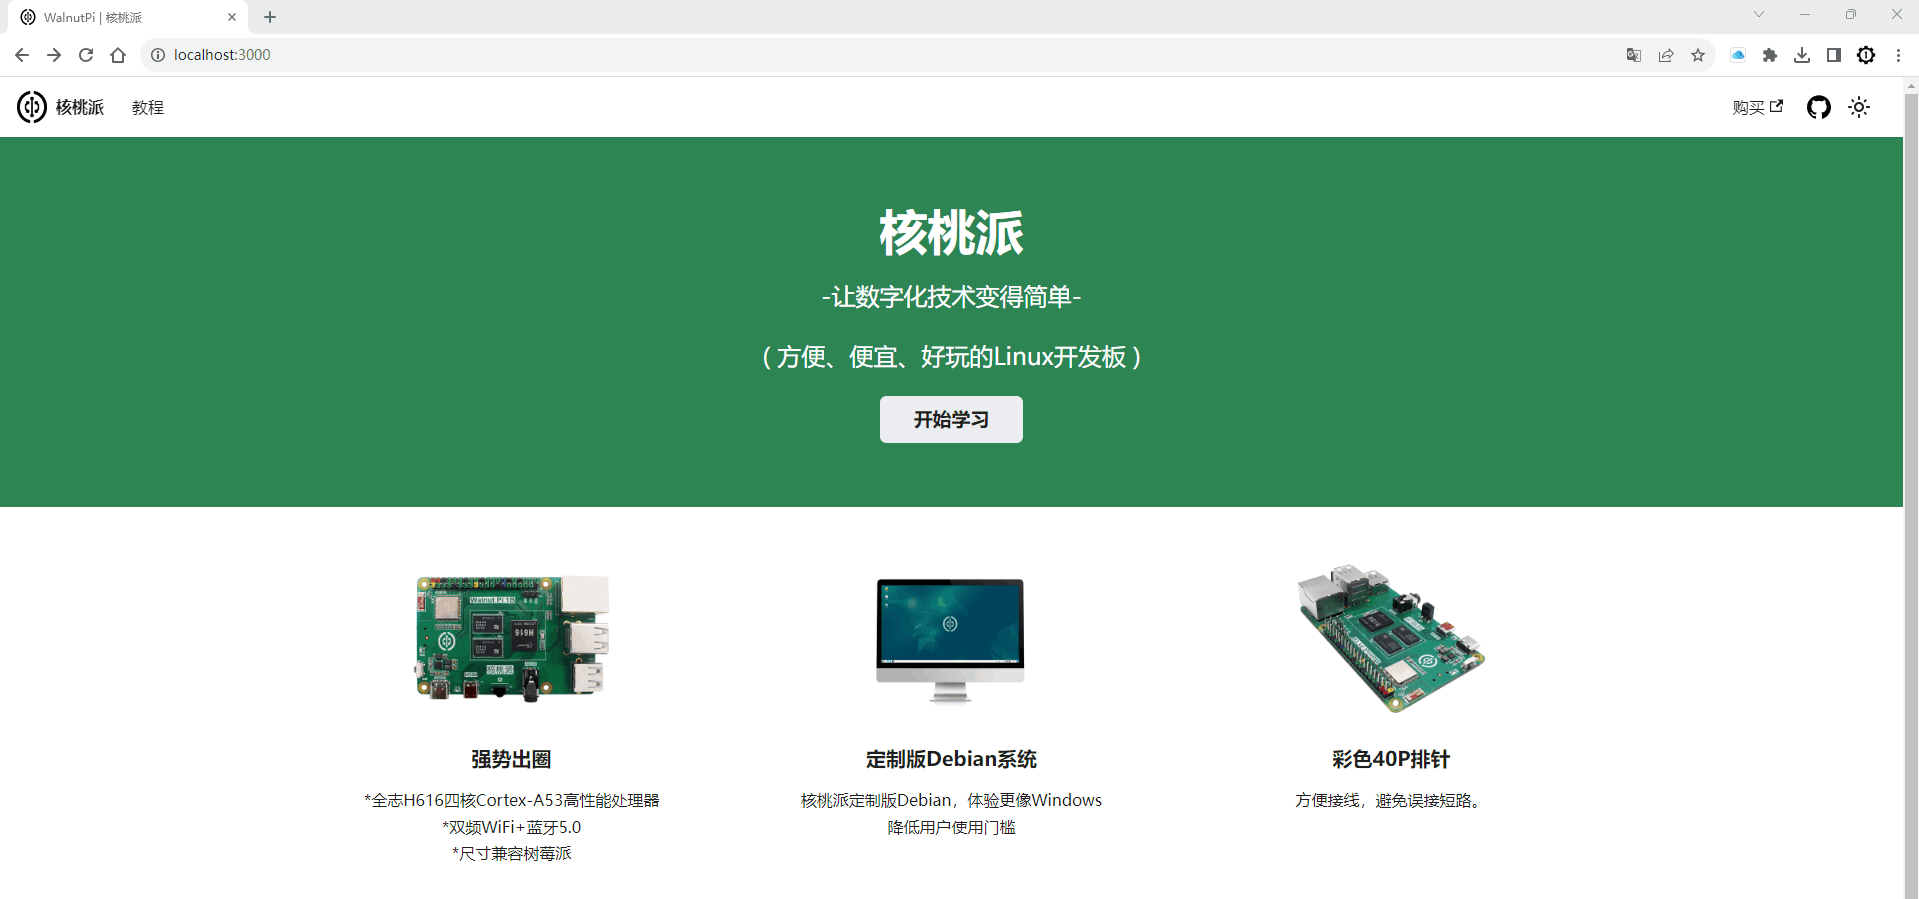 WalnutPi | 核桃派
localhost:3000
核桃派
教程
购买
核桃派
-让数字化技术变得简单-
（方便、便宜、好玩的Linux开发板）
开始学习
Walnut Pi 1B
H616
核桃派
强势出圈
*全志H616四核Cortex-A53高性能处理器
*双频WiFi+蓝牙5.0
*尺寸兼容树莓派
定制版Debian系统
核桃派定制版Debian，体验更像Windows
降低用户使用门槛
彩色40P排针
方便接线，避免误接短路。